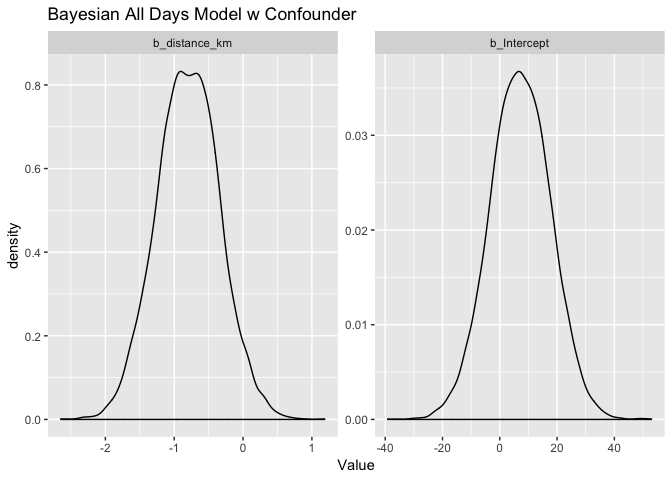 Bayesian All Days Model w Confounder
b_distance_km
b_Intercept
density
0.8
0.6
0.4
0.2
0.0
0.03
0.02
0.01
0.00
-2 -1 0 1
-40 -20 0 20 40
Value